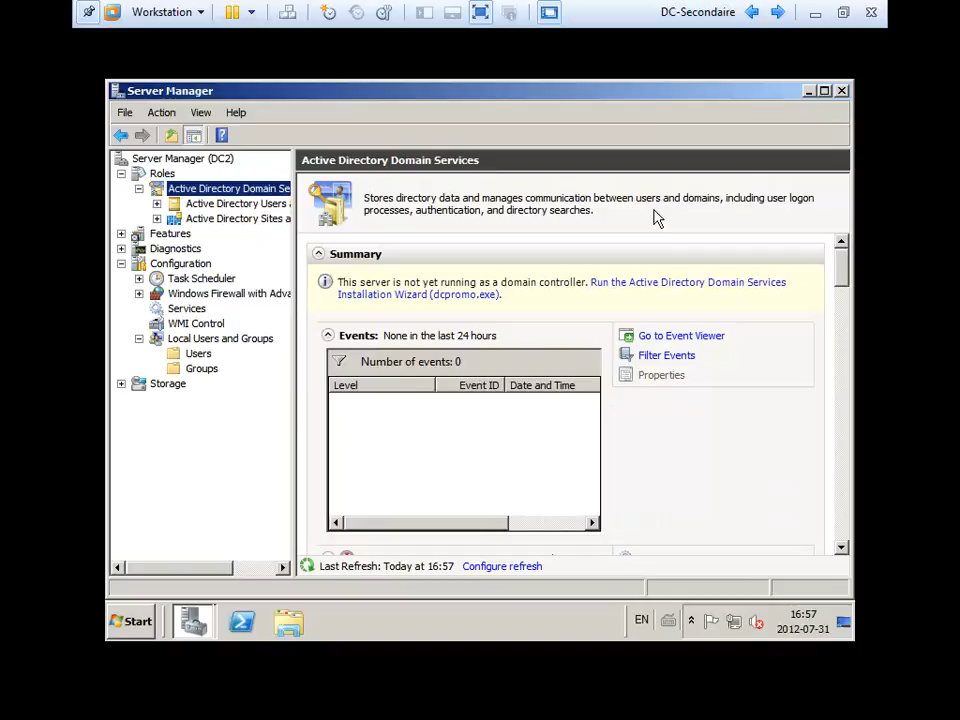 Workstation
DC-Secondaire
Server Manager
File Action View Help
Server Manager (DC2)
Roles
Active Directory Domain Se
Active Directory Users
Active Directory Sites a
Features
Diagnostics
Configuration
Task Scheduler
Windows Firewall with Adva
Services
WMI Control
Local Users and Groups
Users
Groups
Storage
Active Directory Domain Services
Stores directory data and manages communication between users and domains, including user logon
processes, authentication, and directory searches.
Summary
This server is not yet running as a domain controller. Run the Active Directory Domain Services
Installation Wizard (dcpromo.exe).
Events: None in the last 24 hours
Number of events: 0
Level Event ID Date and Time
Go to Event Viewer
Filter Events
Properties
Last Refresh: Today at 16:57 Configure refresh
Start
EN
16:57
2012-07-31